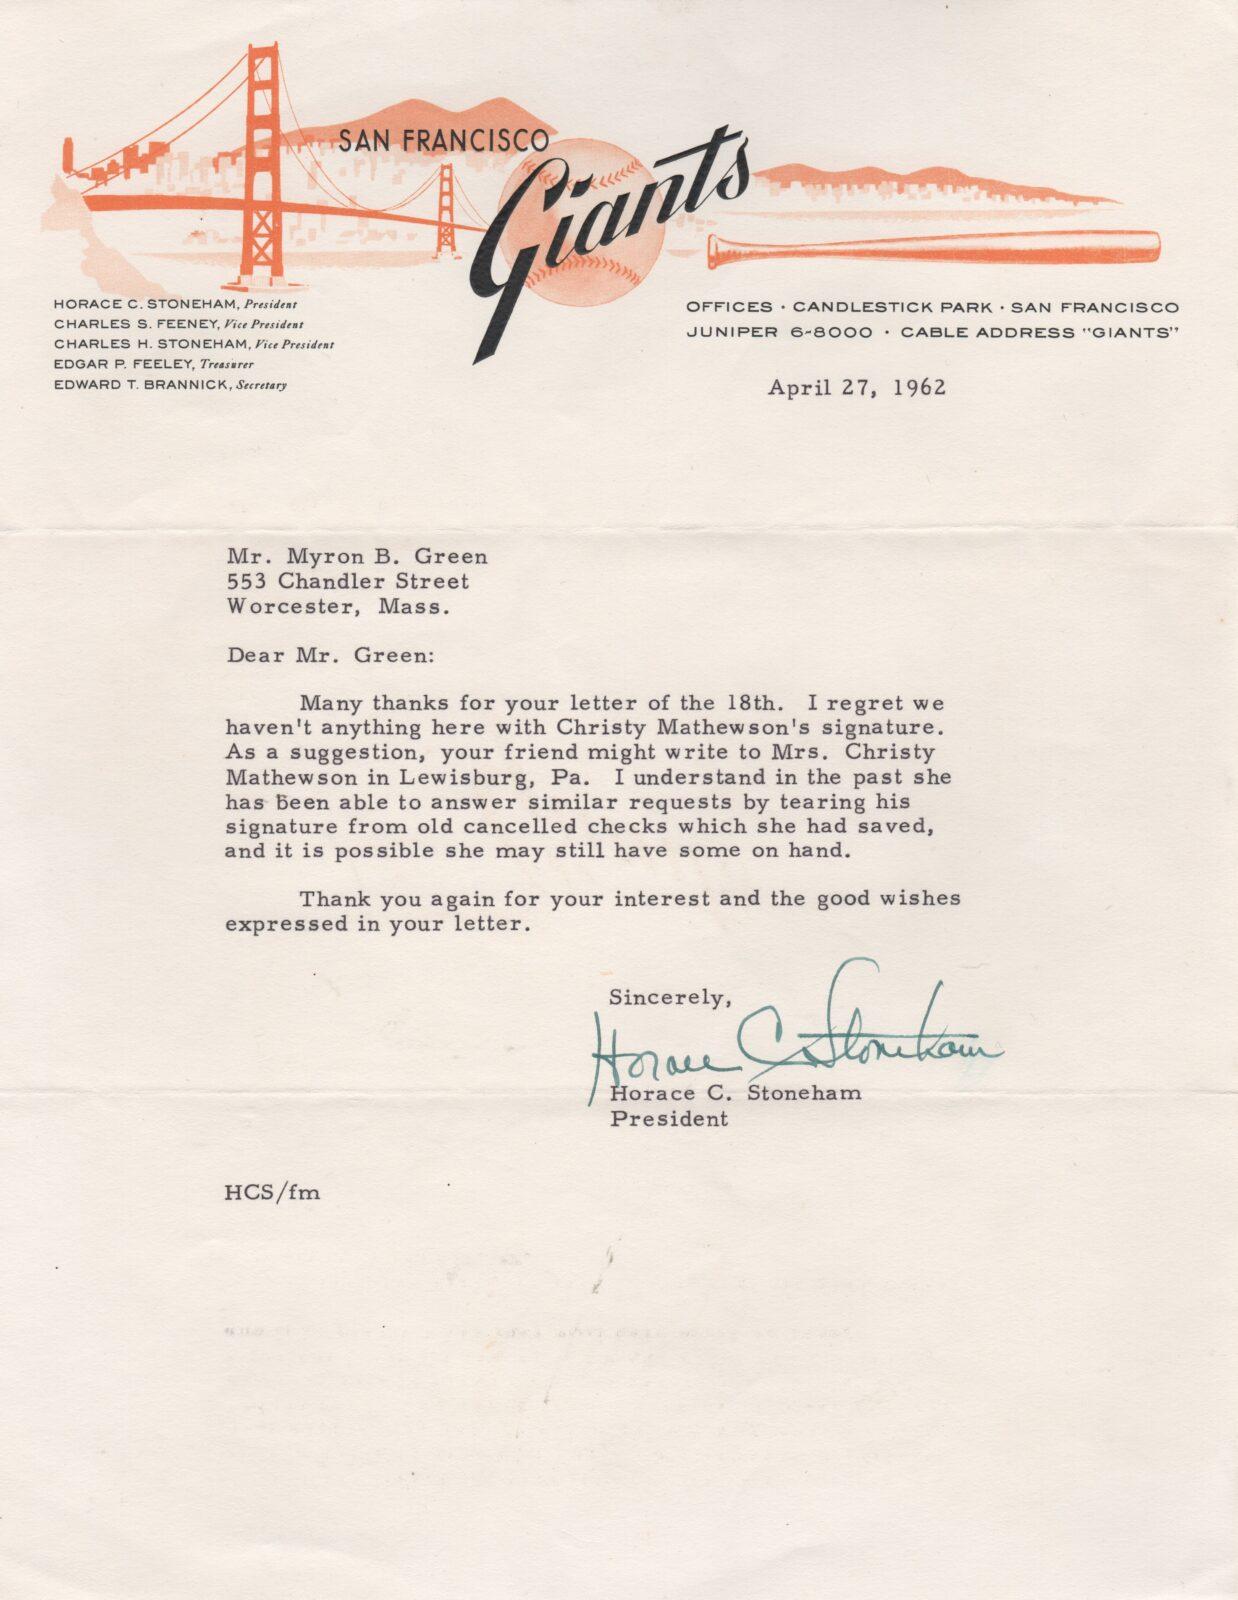 SAN FRANCISCO
Giants
HORACE C. STONEHAM, President
CHARLES S. FEENEY, Vice President
CHARLES H. STONEHAM, Vice President
EDGAR P. FEELEY, Treasurer
EDWARD T. BRANNICK, Secretary
OFFICES · CANDLESTICK PARK · SAN FRANCISCO
JUNIPER 6-8000 · CABLE ADDRESS "GIANTS"
April 27, 1962
Mr. Myron B. Green
553 Chandler Street
Worcester, Mass.
Dear Mr. Green:
Many thanks for your letter of the 18th. I regret we
haven't anything here with Christy Mathewson's signature.
As a suggestion, your friend might write to Mrs. Christy
Mathewson in Lewisburg, Pa. I understand in the past she
has been able to answer similar requests by tearing his
signature from old cancelled checks which she had saved,
and it is possible she may still have some on hand.
Thank you again for your interest and the good wishes
expressed in your letter.
Sincerely,
Horace C. Stoneham
Horace C. Stoneham
President
HCS/fm